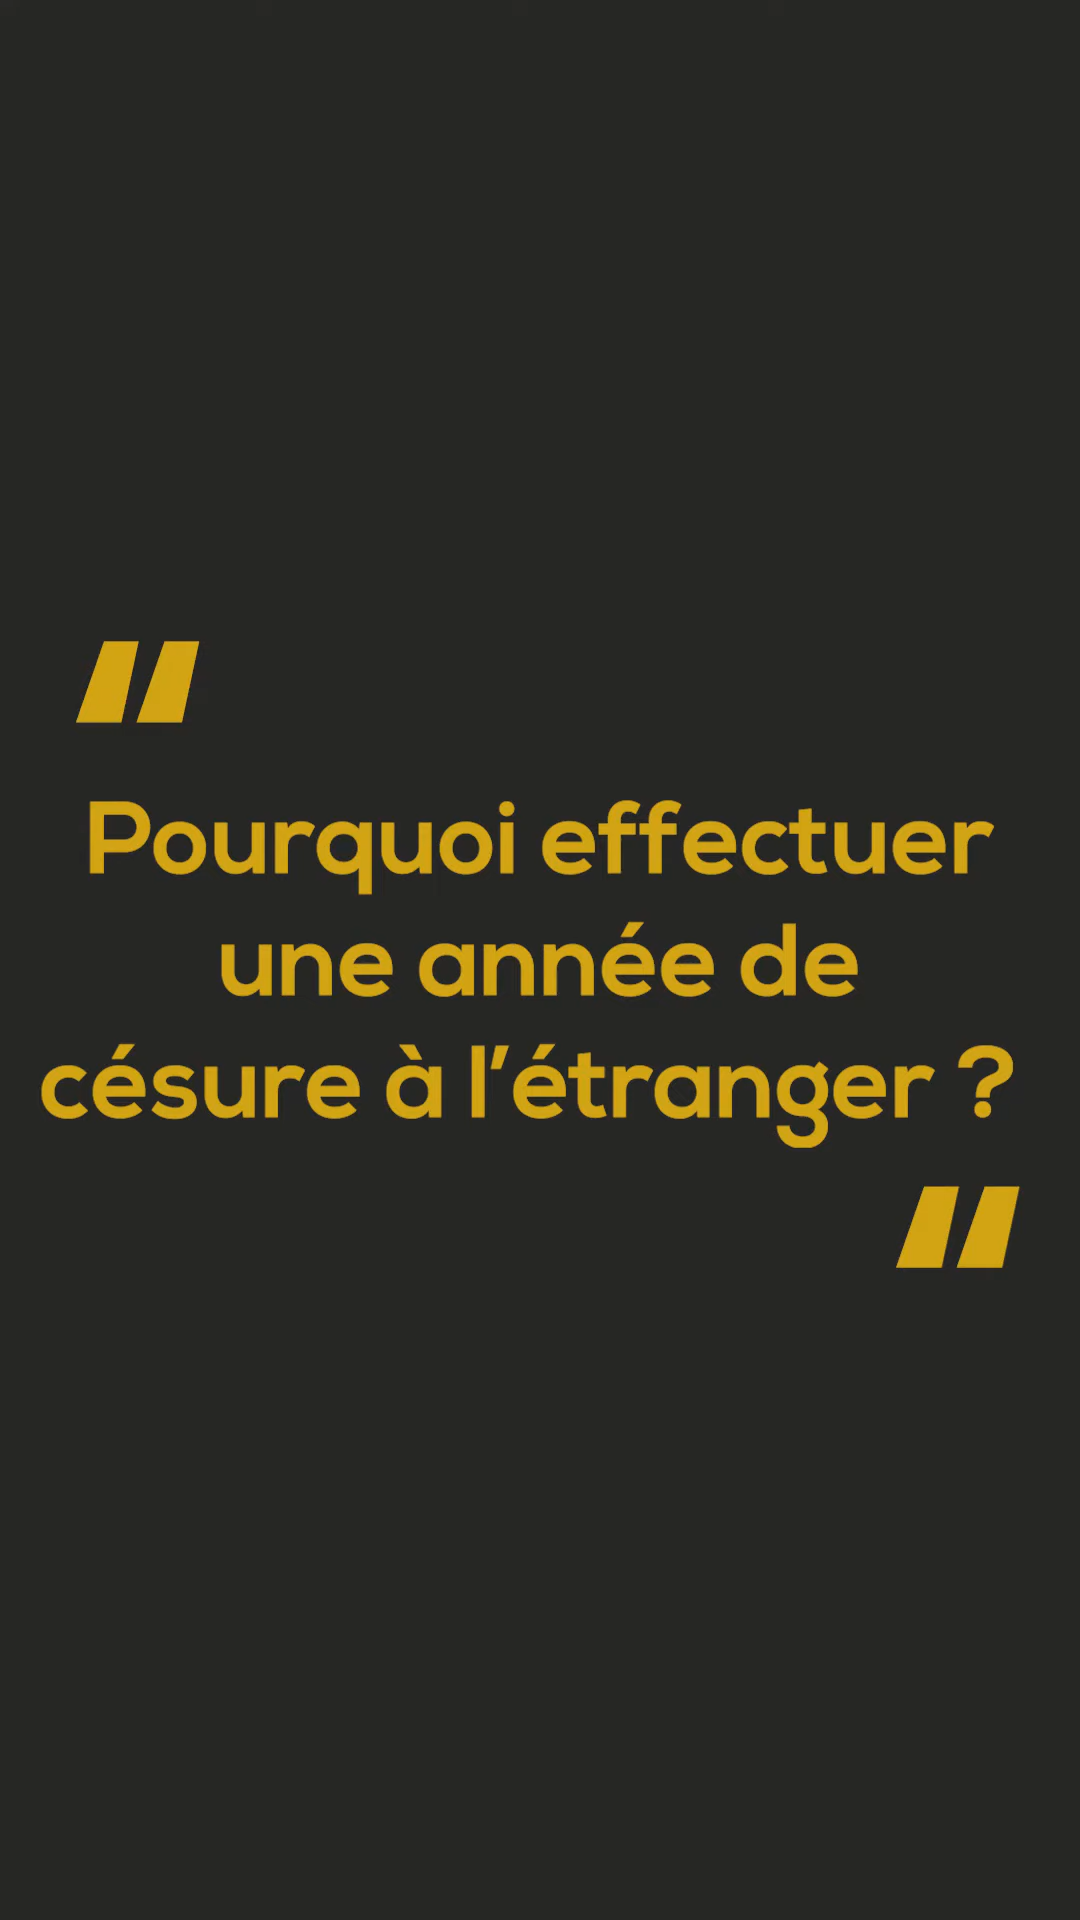 "
Pourquoi effectuer
une année de
césure à l’étranger ?
"